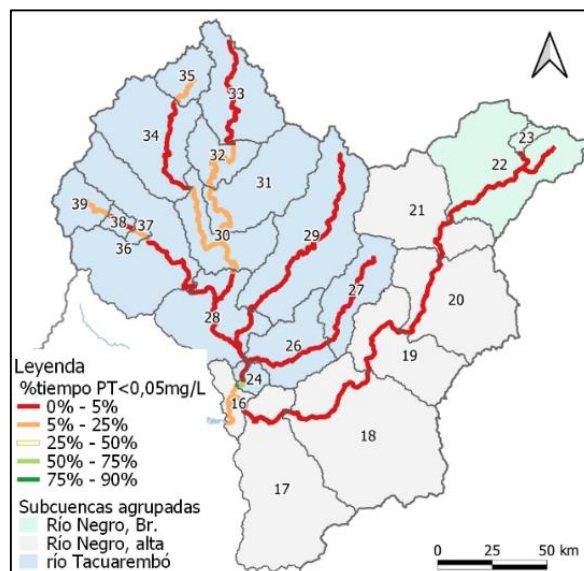 35
33
34
32
31
23
22
39
38
37
36
30
29
21
27
28
20
26
19
24
16
18
17
Leyenda
%tiempo PT<0,05mg/L
0% - 5%
5% - 25%
25% - 50%
50% - 75%
75% - 90%
Subcuencas agrupadas
Río Negro, Br.
Río Negro, alta
río Tacuarembó
0 25 50 km